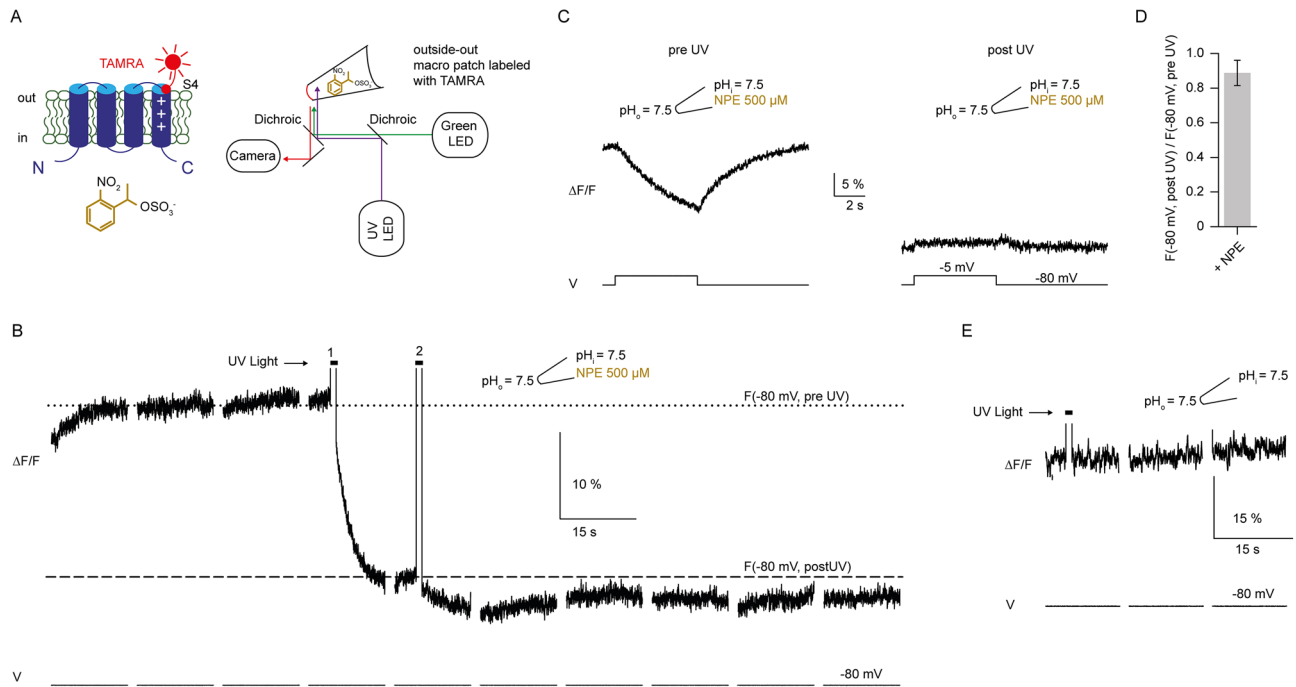 A
TAMRA
S4
out
in
+
+
+
N
C
NO2
OSO3-
outside-out
macro patch labeled
with TAMRA
NO2
OSO3-
Dichroic
Dichroic
Camera
Green
LED
UV
LED
C
pre UV
post UV
pHi = 7.5
pHo = 7.5
NPE 500 µM
pHi = 7.5
pHo = 7.5
NPE 500 µM
ΔF/F
5 %
2 s
-5 mV
-80 mV
V
D
F(-80 mV, post UV) / F(-80 mV, pre UV)
1.0
0.8
0.6
0.4
0.2
0
+ NPE
B
UV Light
1
2
pHi = 7.5
pHo = 7.5
NPE 500 µM
F(-80 mV, pre UV)
ΔF/F
10 %
15 s
F(-80 mV, postUV)
V
-80 mV
E
pHi = 7.5
pHo = 7.5
UV Light
ΔF/F
15 %
15 s
V
-80 mV